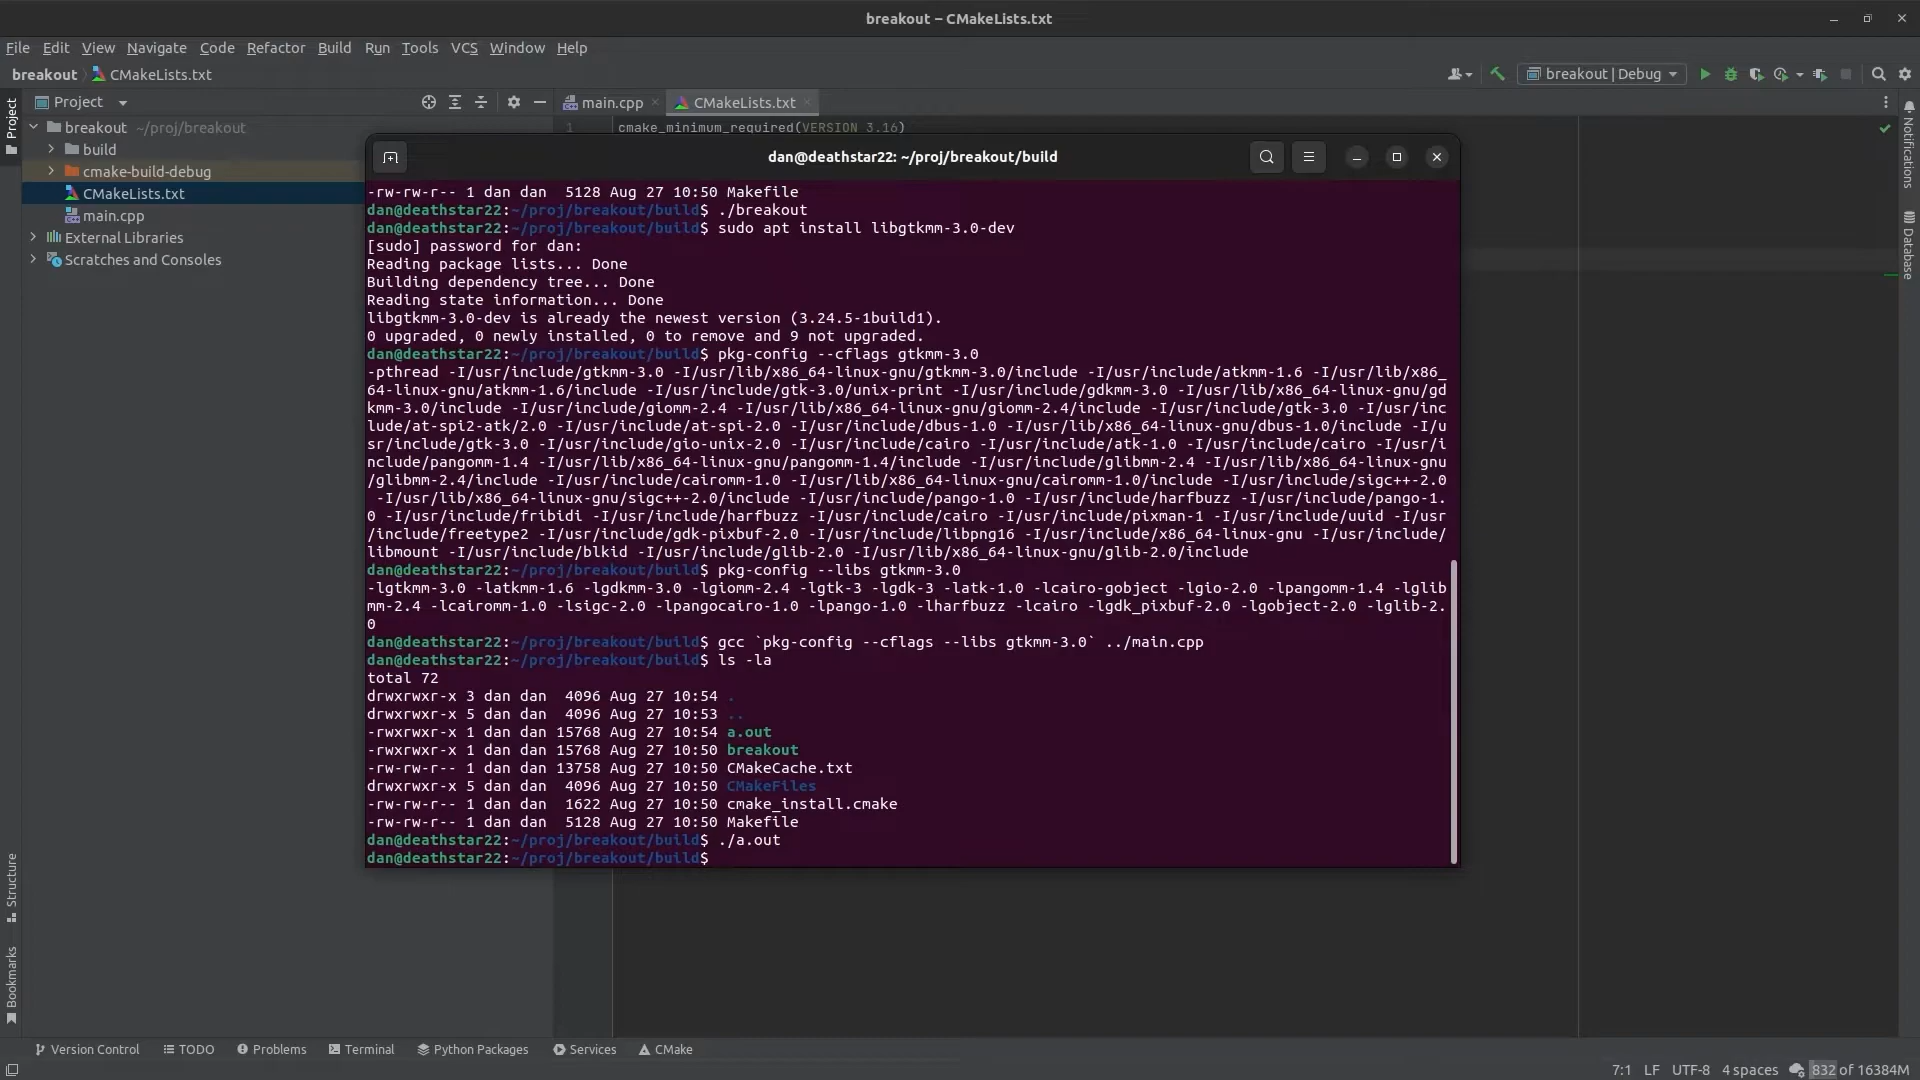 breakout – CMakeLists.txt
File Edit View Navigate Code Refactor Build Run Tools VCS Window Help
breakout CMakeLists.txt
breakout | Debug
Project
main.cpp
CMakeLists.txt
Project
breakout ~/proj/breakout
build
cmake-build-debug
CMakeLists.txt
main.cpp
External Libraries
Scratches and Consoles
1 cmake_minimum_required(VERSION 3.16)
dan@deathstar22: ~/proj/breakout/build
-rw-rw-r-- 1 dan dan  5128 Aug 27 10:50 Makefile
dan@deathstar22:~/proj/breakout/build$ ./breakout
dan@deathstar22:~/proj/breakout/build$ sudo apt install libgtkmm-3.0-dev
[sudo] password for dan:
Reading package lists... Done
Building dependency tree... Done
Reading state information... Done
libgtkmm-3.0-dev is already the newest version (3.24.5-1build1).
0 upgraded, 0 newly installed, 0 to remove and 9 not upgraded.
dan@deathstar22:~/proj/breakout/build$ pkg-config --cflags gtkmm-3.0
-pthread -I/usr/include/gtkmm-3.0 -I/usr/lib/x86_64-linux-gnu/gtkmm-3.0/include -I/usr/include/atkmm-1.6 -I/usr/lib/x86_
64-linux-gnu/atkmm-1.6/include -I/usr/include/gtk-3.0/unix-print -I/usr/include/gdkmm-3.0 -I/usr/lib/x86_64-linux-gnu/gd
kmm-3.0/include -I/usr/include/giomm-2.4 -I/usr/lib/x86_64-linux-gnu/giomm-2.4/include -I/usr/include/gtk-3.0 -I/usr/inc
lude/at-spi2-atk/2.0 -I/usr/include/at-spi-2.0 -I/usr/include/dbus-1.0 -I/usr/lib/x86_64-linux-gnu/dbus-1.0/include -I/u
sr/include/gtk-3.0 -I/usr/include/gio-unix-2.0 -I/usr/include/cairo -I/usr/include/atk-1.0 -I/usr/include/cairo -I/usr/i
nclude/pangomm-1.4 -I/usr/lib/x86_64-linux-gnu/pangomm-1.4/include -I/usr/include/glibmm-2.4 -I/usr/lib/x86_64-linux-gnu
/glibmm-2.4/include -I/usr/include/cairomm-1.0 -I/usr/lib/x86_64-linux-gnu/cairomm-1.0/include -I/usr/include/sigc++-2.0
 -I/usr/lib/x86_64-linux-gnu/sigc++-2.0/include -I/usr/include/pango-1.0 -I/usr/include/harfbuzz -I/usr/include/pango-1.
0 -I/usr/include/fribidi -I/usr/include/harfbuzz -I/usr/include/cairo -I/usr/include/pixman-1 -I/usr/include/uuid -I/usr
/include/freetype2 -I/usr/include/gdk-pixbuf-2.0 -I/usr/include/libpng16 -I/usr/include/x86_64-linux-gnu -I/usr/include/
libmount -I/usr/include/blkid -I/usr/include/glib-2.0 -I/usr/lib/x86_64-linux-gnu/glib-2.0/include
dan@deathstar22:~/proj/breakout/build$ pkg-config --libs gtkmm-3.0
-lgtkmm-3.0 -latkmm-1.6 -lgdkmm-3.0 -lgiomm-2.4 -lgtk-3 -lgdk-3 -latk-1.0 -lcairo-gobject -lgio-2.0 -lpangomm-1.4 -lglib
mm-2.4 -lcairomm-1.0 -lsigc-2.0 -lpangocairo-1.0 -lpango-1.0 -lharfbuzz -lcairo -lgdk_pixbuf-2.0 -lgobject-2.0 -lglib-2.
0
dan@deathstar22:~/proj/breakout/build$ gcc `pkg-config --cflags --libs gtkmm-3.0` ../main.cpp
dan@deathstar22:~/proj/breakout/build$ ls -la
total 72
drwxrwxr-x 3 dan dan  4096 Aug 27 10:54 .
drwxrwxr-x 5 dan dan  4096 Aug 27 10:53 ..
-rwxrwxr-x 1 dan dan 15768 Aug 27 10:54 a.out
-rwxrwxr-x 1 dan dan 15768 Aug 27 10:50 breakout
-rw-rw-r-- 1 dan dan 13758 Aug 27 10:50 CMakeCache.txt
drwxrwxr-x 5 dan dan  4096 Aug 27 10:50 CMakeFiles
-rw-rw-r-- 1 dan dan  1622 Aug 27 10:50 cmake_install.cmake
-rw-rw-r-- 1 dan dan  5128 Aug 27 10:50 Makefile
dan@deathstar22:~/proj/breakout/build$ ./a.out
dan@deathstar22:~/proj/breakout/build$
Notifications
Database
Structure
Bookmarks
Version Control TODO Problems Terminal Python Packages Services CMake
7:1 LF UTF-8 4 spaces 832 of 16384M